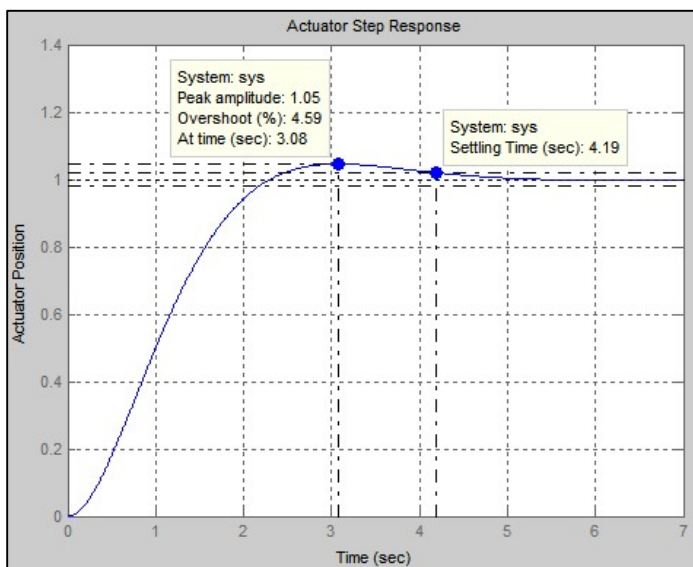 Actuator Step Response
System: sys
Peak amplitude: 1.05
Overshoot (%): 4.59
At time (sec): 3.08
System: sys
Settling Time (sec): 4.19
Actuator Position
1.4
1.2
1
0.8
0.6
0.4
0.2
0
0 1 2 3 4 5 6 7
Time (sec)